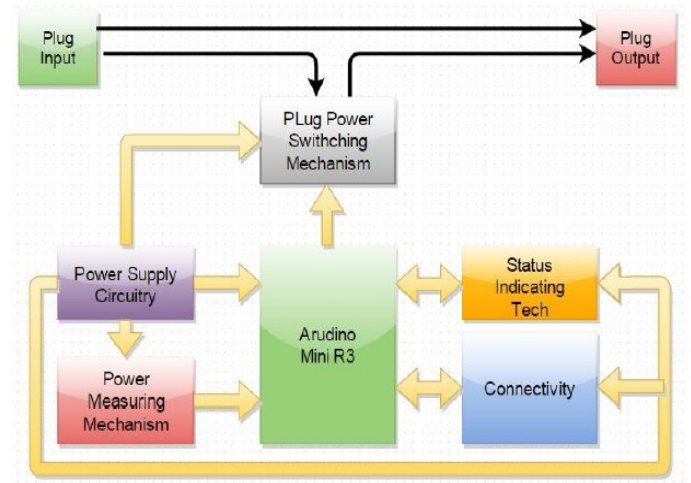 Plug
Input
Plug
Output
PLug Power
Swithching
Mechanism
Power Supply
Circuitry
Arudino
Mini R3
Status
Indicating
Tech
Power
Measuring
Mechanism
Connectivity